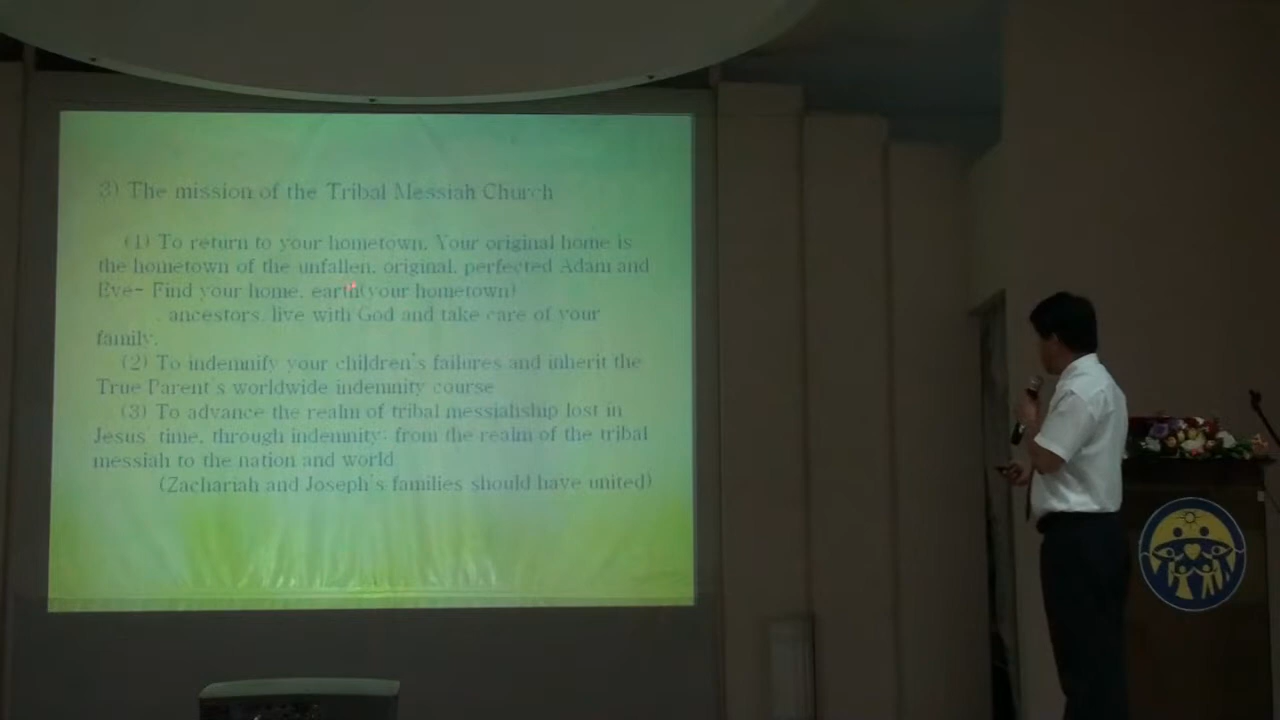 3) The mission of the Tribal Messiah Church
(1) To return to your hometown. Your original home is
the hometown of the unfallen, original, perfected Adam and
Eve- Find your home, earth(your hometown)
, ancestors, live with God and take care of your
family.
(2) To indemnify your children's failures and inherit the
True Parent's worldwide indemnity course
(3) To advance the realm of tribal messiahship lost in
Jesus' time, through indemnity: from the realm of the tribal
messiah to the nation and world
(Zachariah and Joseph's families should have united)